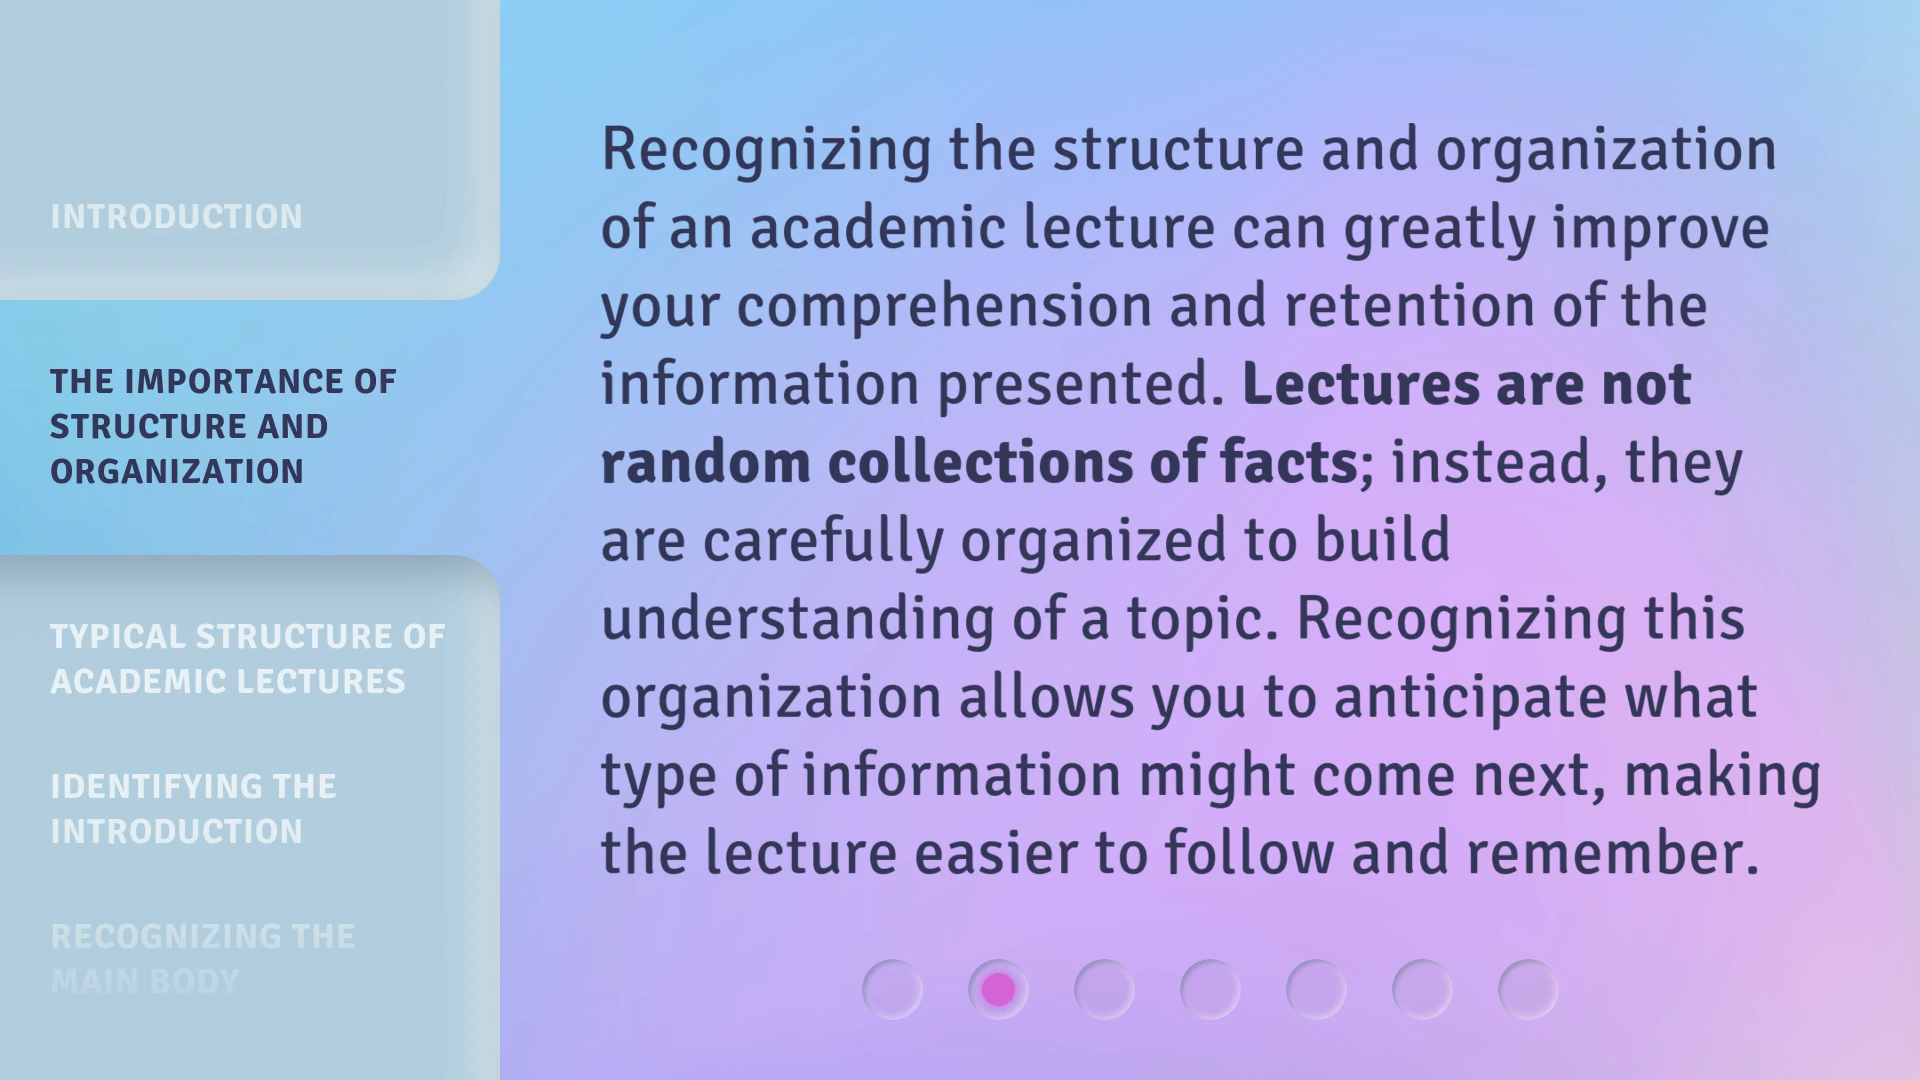 INTRODUCTION
THE IMPORTANCE OF
STRUCTURE AND
ORGANIZATION
TYPICAL STRUCTURE OF
ACADEMIC LECTURES
IDENTIFYING THE
INTRODUCTION
RECOGNIZING THE
MAIN BODY
Recognizing the structure and organization
of an academic lecture can greatly improve
your comprehension and retention of the
information presented. Lectures are not
random collections of facts; instead, they
are carefully organized to build
understanding of a topic. Recognizing this
organization allows you to anticipate what
type of information might come next, making
the lecture easier to follow and remember.